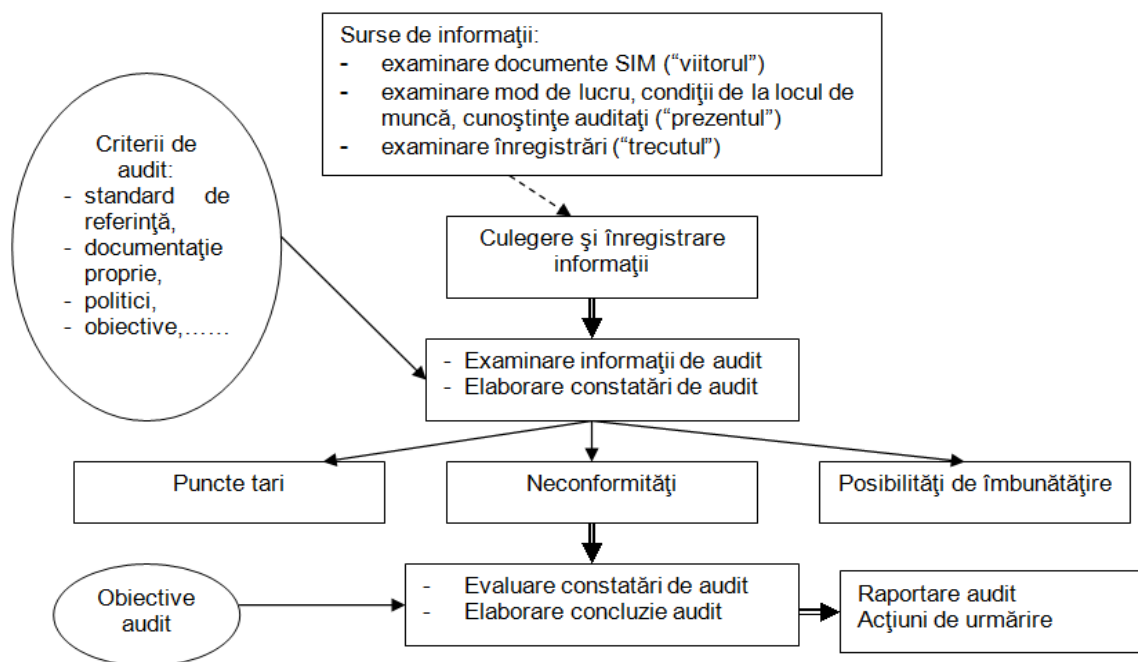 Surse de informaţii:
- examinare documente SIM (“viitorul”)
- examinare mod de lucru, condiţii de la locul de
muncă, cunoştinţe auditaţi (“prezentul”)
- examinare înregistrări (“trecutul”)
Criterii de
audit:
- standard de
referinţă,
- documentaţie
proprie,
- politici,
- obiective,……
Culegere şi înregistrare
informaţii
- Examinare informaţii de audit
- Elaborare constatări de audit
Puncte tari
Neconformităţi
Posibilităţi de îmbunătăţire
Obiective
audit
- Evaluare constatări de audit
- Elaborare concluzie audit
Raportare audit
Acţiuni de urmărire